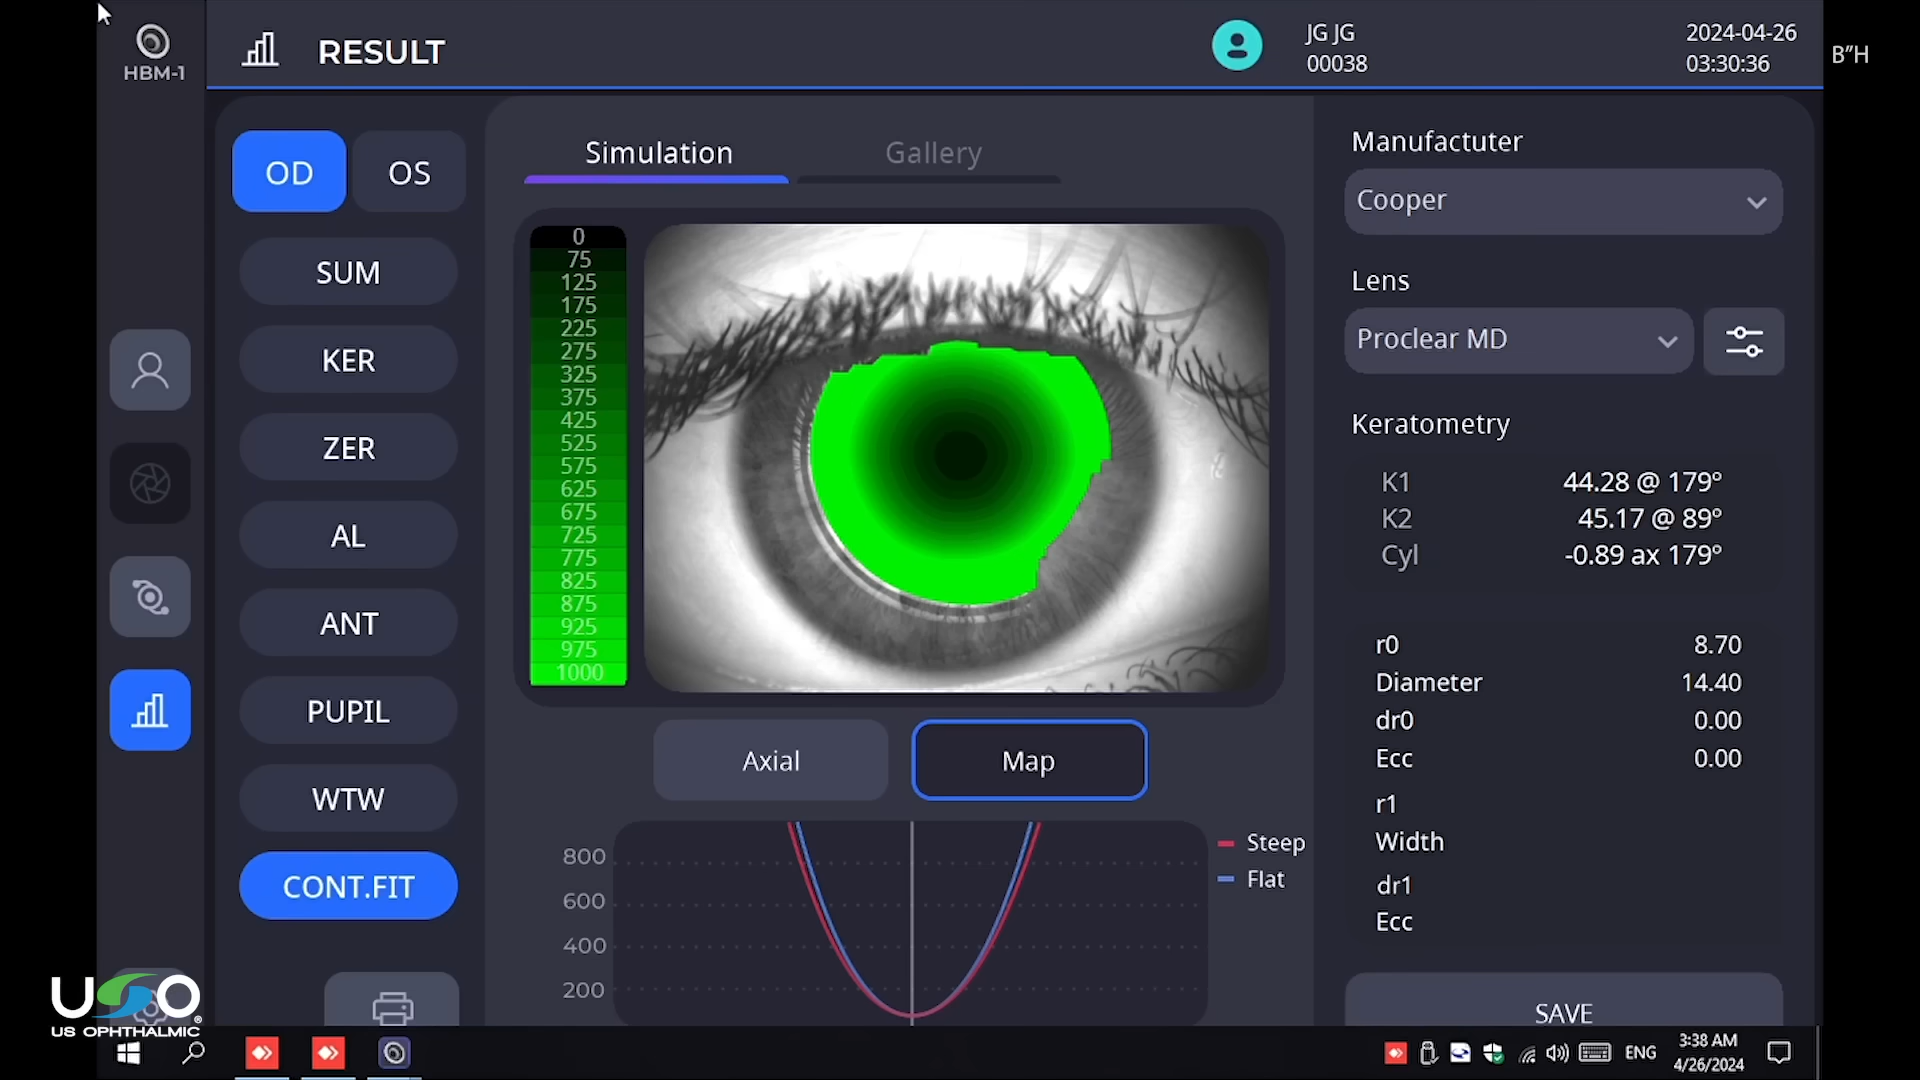 HBM-1
RESULT
JG JG
00038
2024-04-26
03:30:36
B"H
OD
OS
SUM
KER
ZER
AL
ANT
PUPIL
WTW
CONT.FIT
Simulation
Gallery
0
75
125
175
225
275
325
375
425
525
575
625
675
725
775
825
875
925
975
1000
Axial
Map
800
600
400
200
Steep
Flat
Manufactuter
Cooper
Lens
Proclear MD
Keratometry
K1 44.28 @ 179º
K2 45.17 @ 89º
Cyl -0.89 ax 179º
r0 8.70
Diameter 14.40
dr0 0.00
Ecc 0.00
r1
Width
dr1
Ecc
SAVE
USO®
US OPHTHALMIC
ENG
3:38 AM
4/26/2024